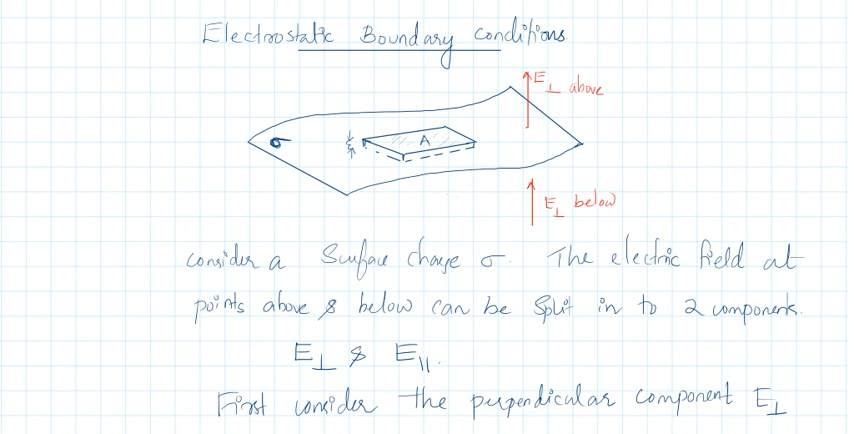 Electrostatic Boundary conditions
E⊥ above
σ
A
E⊥ below
consider a Surface charge σ. The electric field at
points above & below can be split in to 2 components.
E⊥ & E||.
First consider the perpendicular component E⊥